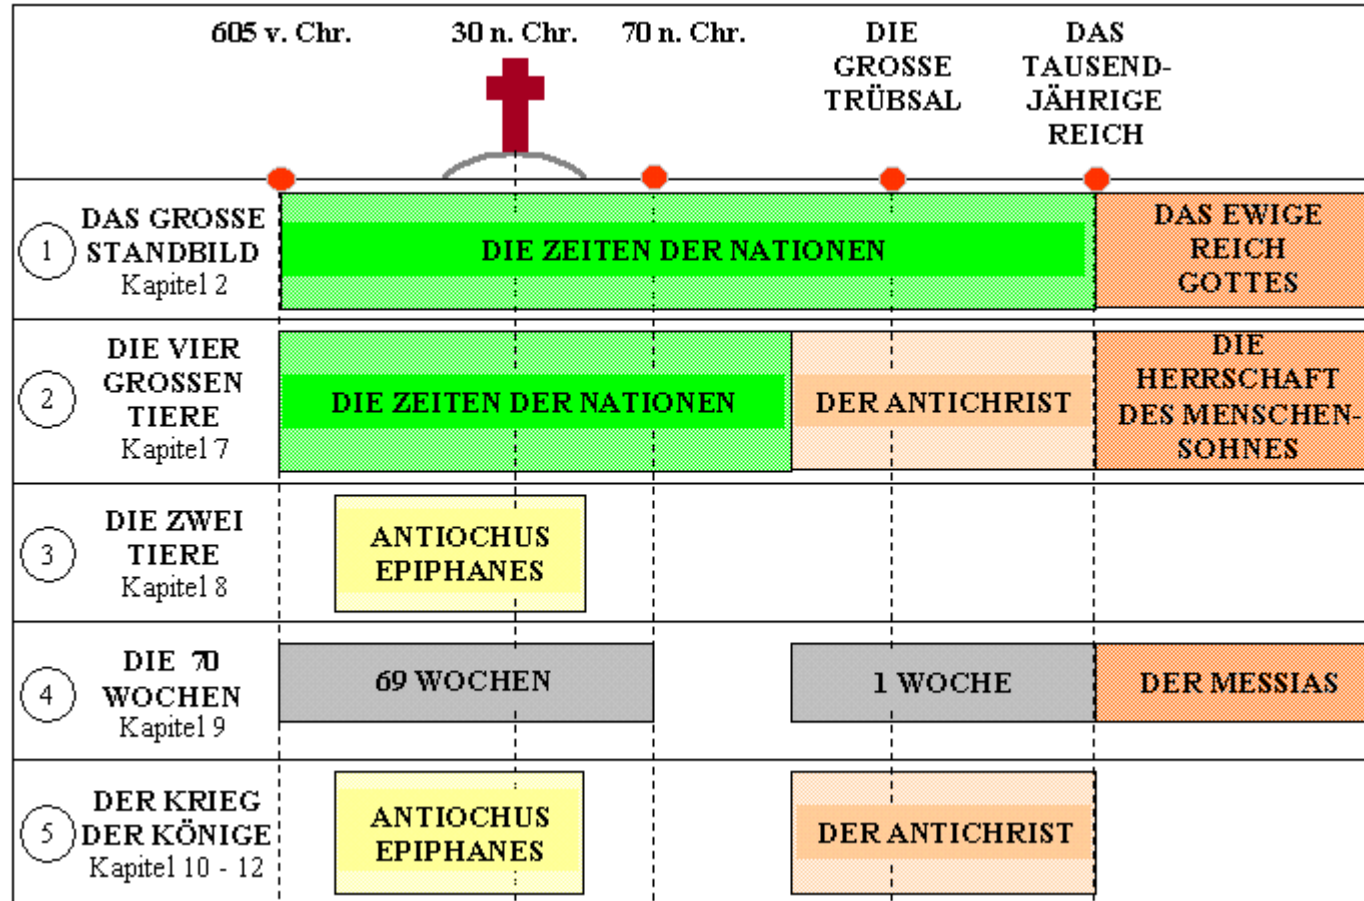 605 v. Chr.
30 n. Chr.
70 n. Chr.
DIE
GROSSE
TRÜBSAL
DAS
TAUSEND-
JÄHRIGE
REICH
1
DAS GROSSE
STANDBILD
Kapitel 2
DIE ZEITEN DER NATIONEN
DAS EWIGE
REICH
GOTTES
2
DIE VIER
GROSSEN
TIERE
Kapitel 7
DIE ZEITEN DER NATIONEN
DER ANTICHRIST
DIE
HERRSCHAFT
DES MENSCHEN-
SOHNES
3
DIE ZWEI
TIERE
Kapitel 8
ANTIOCHUS
EPIPHANES
4
DIE 70
WOCHEN
Kapitel 9
69 WOCHEN
1 WOCHE
DER MESSIAS
5
DER KRIEG
DER KÖNIGE
Kapitel 10 - 12
ANTIOCHUS
EPIPHANES
DER ANTICHRIST